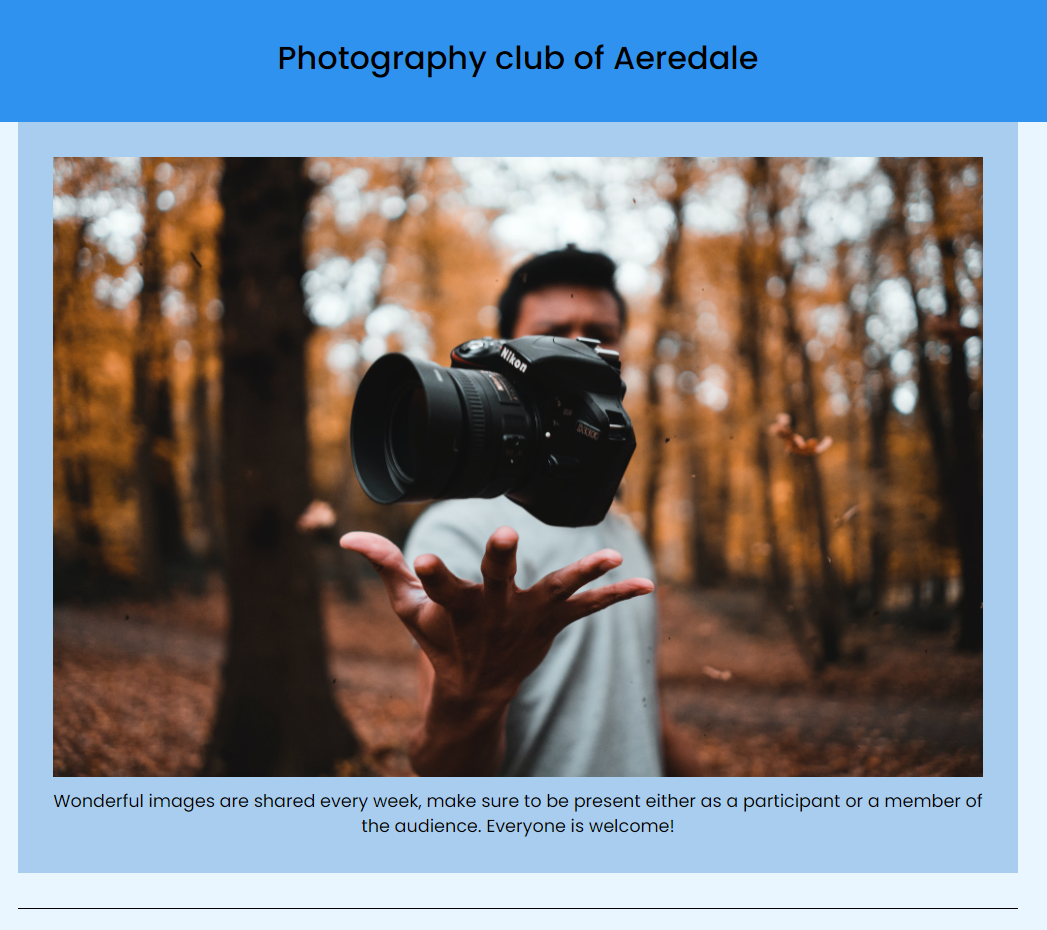 Photography club of Aeredale
Nikon
Wonderful images are shared every week, make sure to be present either as a participant or a member of
the audience. Everyone is welcome!